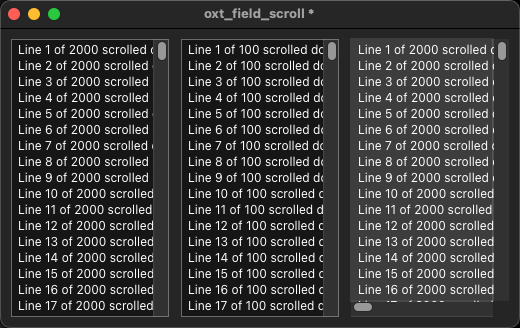 oxt_field_scroll *
Line 1 of 2000 scrolled
Line 2 of 2000 scrolled
Line 3 of 2000 scrolled
Line 4 of 2000 scrolled
Line 5 of 2000 scrolled
Line 6 of 2000 scrolled
Line 7 of 2000 scrolled
Line 8 of 2000 scrolled
Line 9 of 2000 scrolled
Line 10 of 2000 scrolled
Line 11 of 2000 scrolled
Line 12 of 2000 scrolled
Line 13 of 2000 scrolled
Line 14 of 2000 scrolled
Line 15 of 2000 scrolled
Line 16 of 2000 scrolled
Line 17 of 2000 scrolled
Line 1 of 100 scrolled do
Line 2 of 100 scrolled do
Line 3 of 100 scrolled do
Line 4 of 100 scrolled do
Line 5 of 100 scrolled do
Line 6 of 100 scrolled do
Line 7 of 100 scrolled do
Line 8 of 100 scrolled do
Line 9 of 100 scrolled do
Line 10 of 100 scrolled d
Line 11 of 100 scrolled d
Line 12 of 100 scrolled d
Line 13 of 100 scrolled d
Line 14 of 100 scrolled d
Line 15 of 100 scrolled d
Line 16 of 100 scrolled d
Line 17 of 100 scrolled d
Line 1 of 2000 scrolled
Line 2 of 2000 scrolled
Line 3 of 2000 scrolled
Line 4 of 2000 scrolled
Line 5 of 2000 scrolled
Line 6 of 2000 scrolled
Line 7 of 2000 scrolled
Line 8 of 2000 scrolled
Line 9 of 2000 scrolled
Line 10 of 2000 scrolled
Line 11 of 2000 scrolled
Line 12 of 2000 scrolled
Line 13 of 2000 scrolled
Line 14 of 2000 scrolled
Line 15 of 2000 scrolled
Line 16 of 2000 scrolled